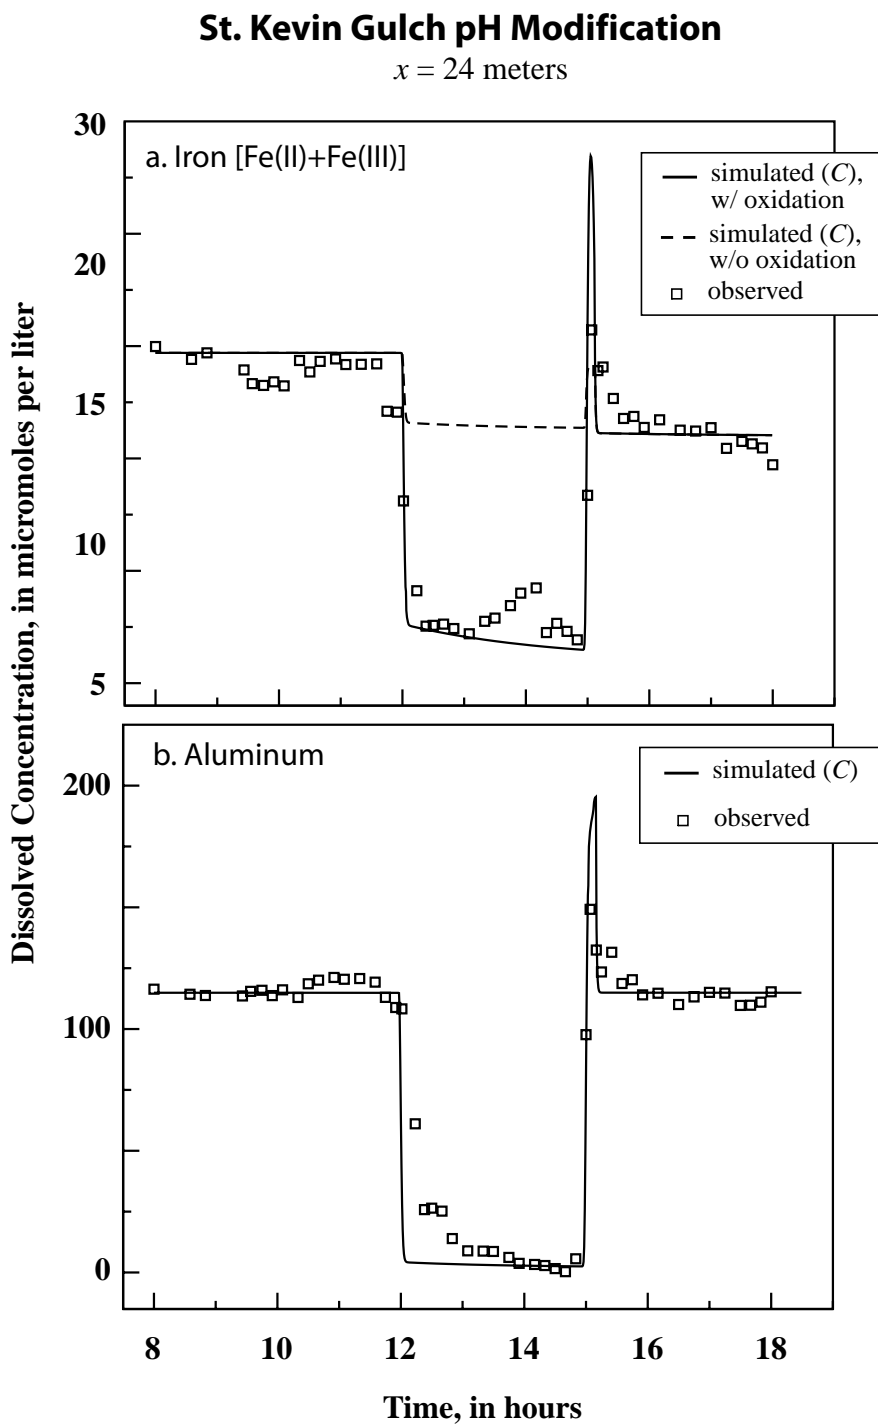 St. Kevin Gulch pH Modification
x = 24 meters
Dissolved Concentration, in micromoles per liter
30
20
15
10
5
a. Iron [Fe(II)+Fe(III)]
simulated (C),
w/ oxidation
simulated (C),
w/o oxidation
observed
200
100
0
b. Aluminum
simulated (C)
observed
8 10 12 14 16 18
Time, in hours